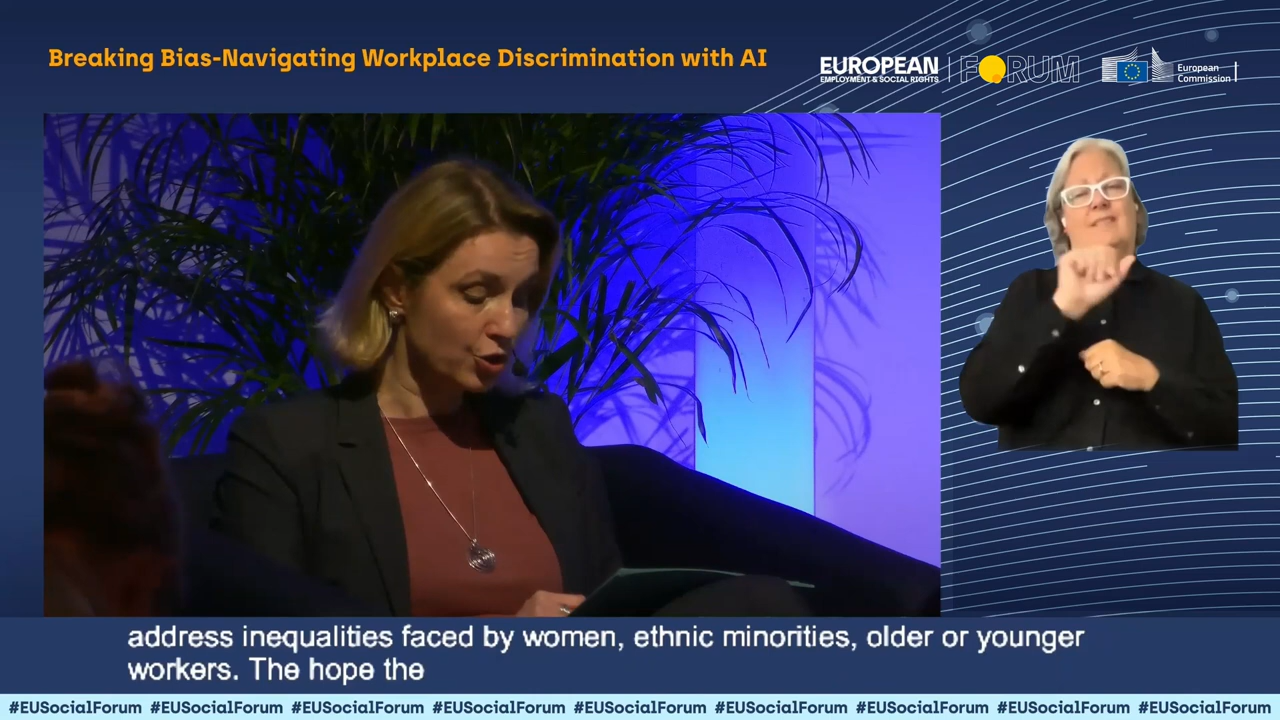 Breaking Bias-Navigating Workplace Discrimination with AI
EUROPEAN
EMPLOYMENT & SOCIAL RIGHTS
FORUM
European
Commission
address inequalities faced by women, ethnic minorities, older or younger
workers. The hope the
#EUSocialForum #EUSocialForum #EUSocialForum #EUSocialForum #EUSocialForum #EUSocialForum #EUSocialForum #EUSocialForum #EUSocialForum